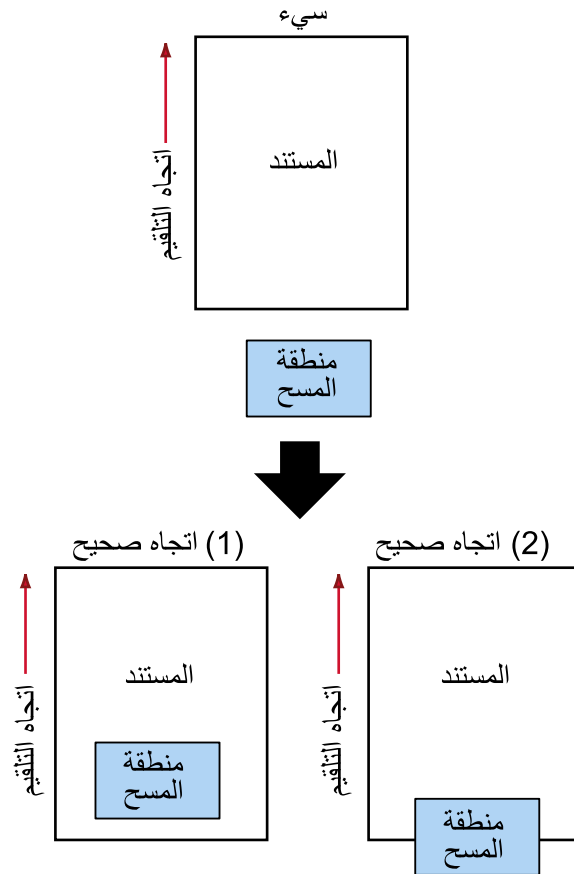 سيء
المستند
اتجاه التلقيم
منطقة
المسح
(1) اتجاه صحيح
(2) اتجاه صحيح
المستند
اتجاه التلقيم
منطقة
المسح
المستند
اتجاه التلقيم
منطقة
المسح